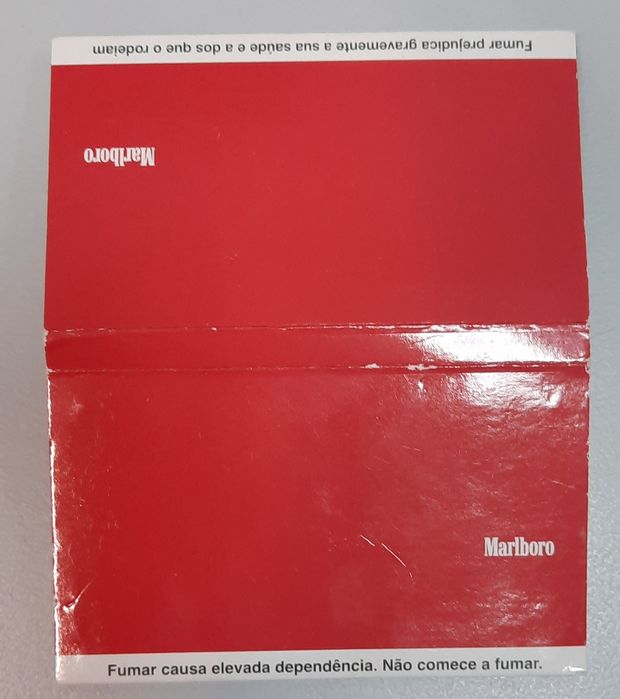 Fumar prejudica gravemente a sua saúde e a dos que o rodeiam
Marlboro
Marlboro
Fumar causa elevada dependência. Não comece a fumar.